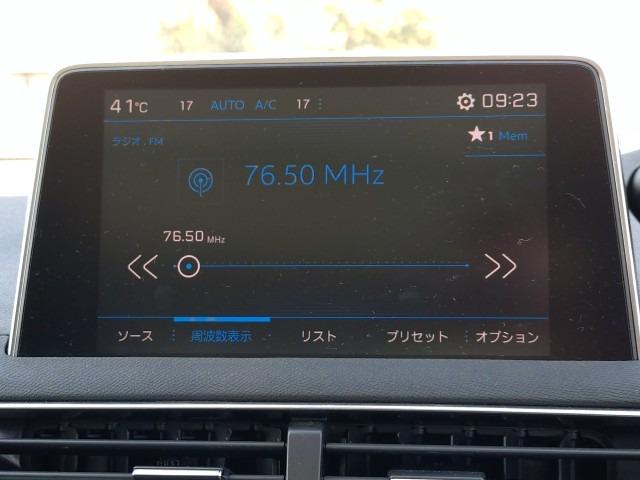 41°C 17 AUTO A/C 17 09:23
ラジオ . FM
1 Mem
76.50 MHz
76.50 MHz
ソース 周波数表示 リスト プリセット オプション